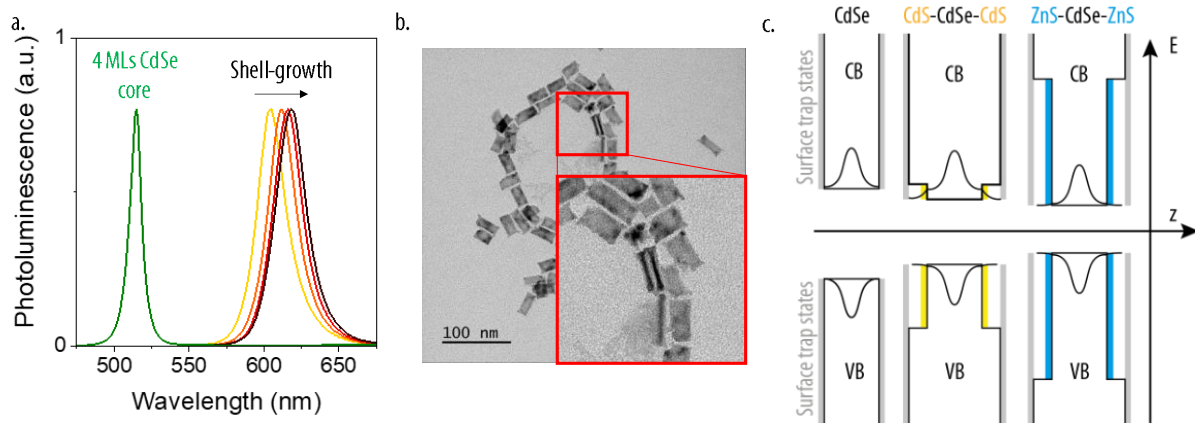 a.
1
4 MLs CdSe
core
Shell-growth
Photoluminescence (a.u.)
0
500
550
600
650
Wavelength (nm)
b.
100 nm
c.
CdSe
CdS-CdSe-CdS
ZnS-CdSe-ZnS
E
Surface trap states
CB
CB
CB
z
Surface trap states
VB
VB
VB